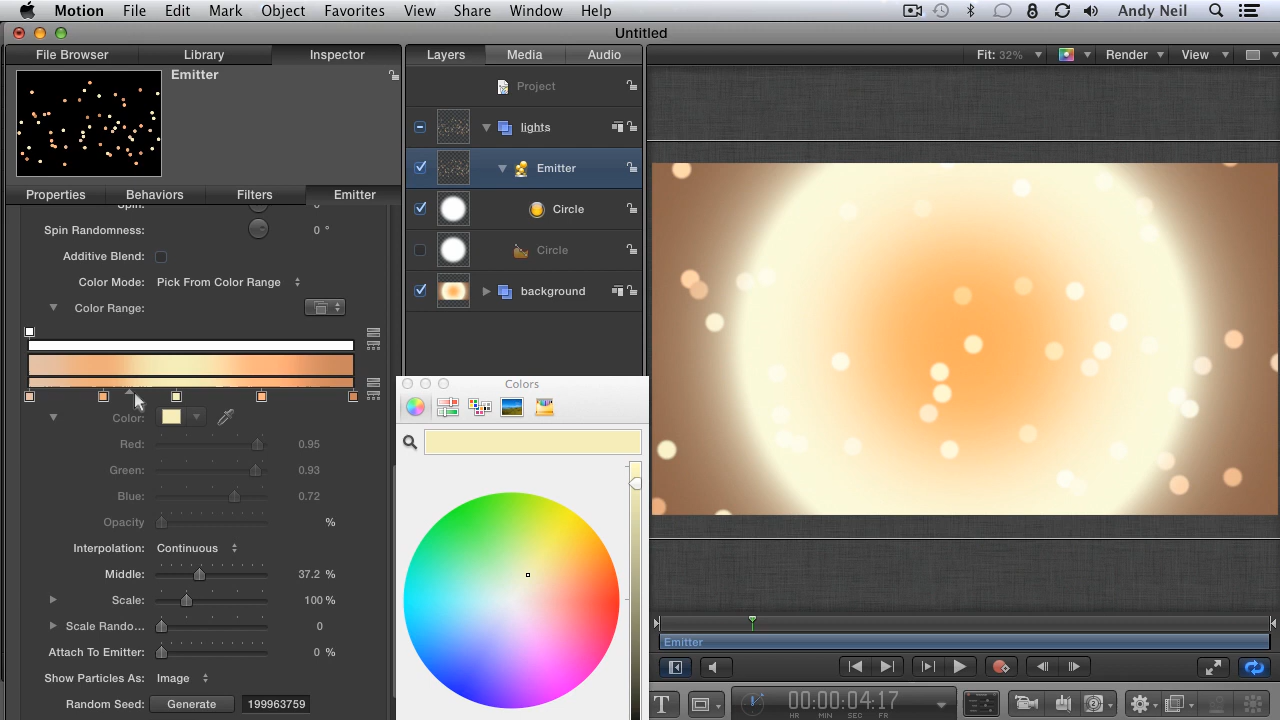 Motion File Edit Mark Object Favorites View Share Window Help Andy Neil
Untitled
File Browser Library Inspector Layers Media Audio Fit: 32% Render View
Emitter
Project
lights
Emitter
Properties Behaviors Filters Emitter
Circle
Spin: 0 °
Spin Randomness: 0 °
Circle
Additive Blend:
Color Mode: Pick From Color Range
background
Color Range:
Colors
Color:
Red: 0.95
Green: 0.93
Blue: 0.72
Opacity %
Interpolation: Continuous
Middle: 37.2 %
Scale: 100 %
Scale Rando... 0
Attach To Emitter: 0 %
Emitter
Show Particles As: Image
Random Seed: Generate 199963759
T
00:00:04:17
HR MIN SEC FR